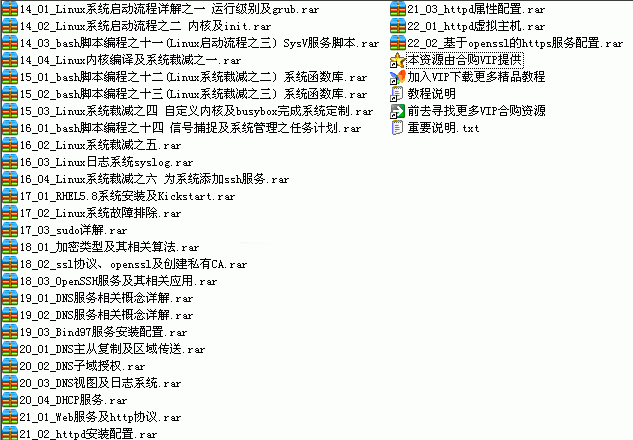 14_01_Linux系统启动流程详解之一 运行级别及grub.rar
14_02_Linux系统启动流程之二 内核及init.rar
14_03_bash脚本编程之十一(Linux启动流程之三) SysV服务脚本.rar
14_04_Linux内核编译及系统裁减之一.rar
15_01_bash脚本编程之十二(Linux系统裁减之二) 系统函数库.rar
15_02_bash脚本编程之十三(Linux系统裁减之三) 系统函数库.rar
15_03_Linux系统裁减之四 自定义内核及busybox完成系统定制.rar
16_01_bash脚本编程之十四 信号捕捉及系统管理之任务计划.rar
16_02_Linux系统裁减之五.rar
16_03_Linux日志系统syslog.rar
16_04_Linux系统裁减之六 为系统添加ssh服务.rar
17_01_RHEL5.8系统安装及Kickstart.rar
17_02_Linux系统故障排除.rar
17_03_sudo详解.rar
18_01_加密类型及其相关算法.rar
18_02_ssl协议、openssl及创建私有CA.rar
18_03_OpenSSH服务及其相关应用.rar
19_01_DNS服务相关概念详解.rar
19_02_DNS服务相关概念详解.rar
19_03_Bind97服务安装配置.rar
20_01_DNS主从复制及区域传送.rar
20_02_DNS子域授权.rar
20_03_DNS视图及日志系统.rar
20_04_DHCP服务.rar
21_01_Web服务及http协议.rar
21_02_httpd安装配置.rar
21_03_httpd属性配置.rar
22_01_httpd虚拟主机.rar
22_02_基于openssl的https服务配置.rar
本资源由合购VIP提供
加入VIP下载更多精品教程
教程说明
前去寻找更多VIP合购资源
重要说明.txt